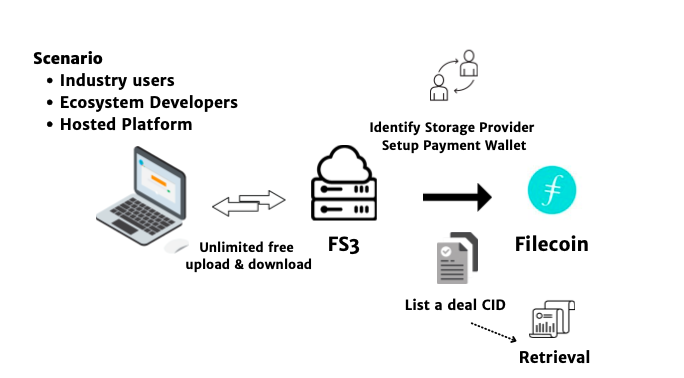 Scenario
• Industry users
• Ecosystem Developers
• Hosted Platform
Identify Storage Provider
Setup Payment Wallet
Unlimited free
upload & download
FS3
Filecoin
List a deal CID
Retrieval